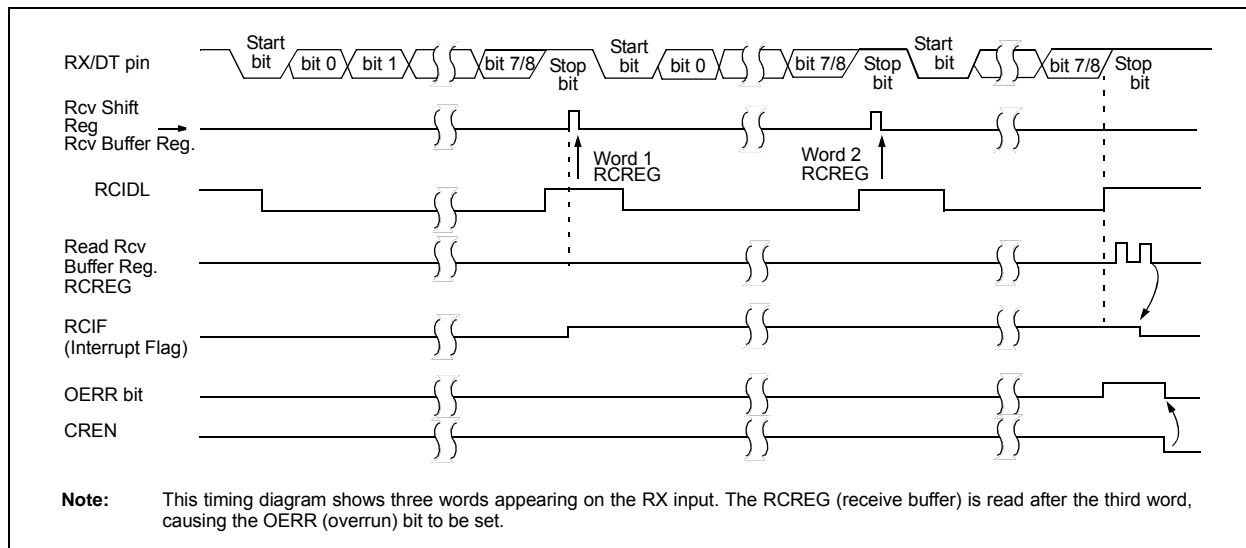 Start bit
bit 0
bit 1
bit 7/8
Stop bit
Start bit
bit 0
bit 7/8
Stop bit
Start bit
bit 7/8
Stop bit
RX/DT pin
Rcv Shift
Reg
Rcv Buffer Reg.
Word 1
RCREG
Word 2
RCREG
RCIDL
Read Rcv
Buffer Reg.
RCREG
RCIF
(Interrupt Flag)
OERR bit
CREN
Note: This timing diagram shows three words appearing on the RX input. The RCREG (receive buffer) is read after the third word,
causing the OERR (overrun) bit to be set.